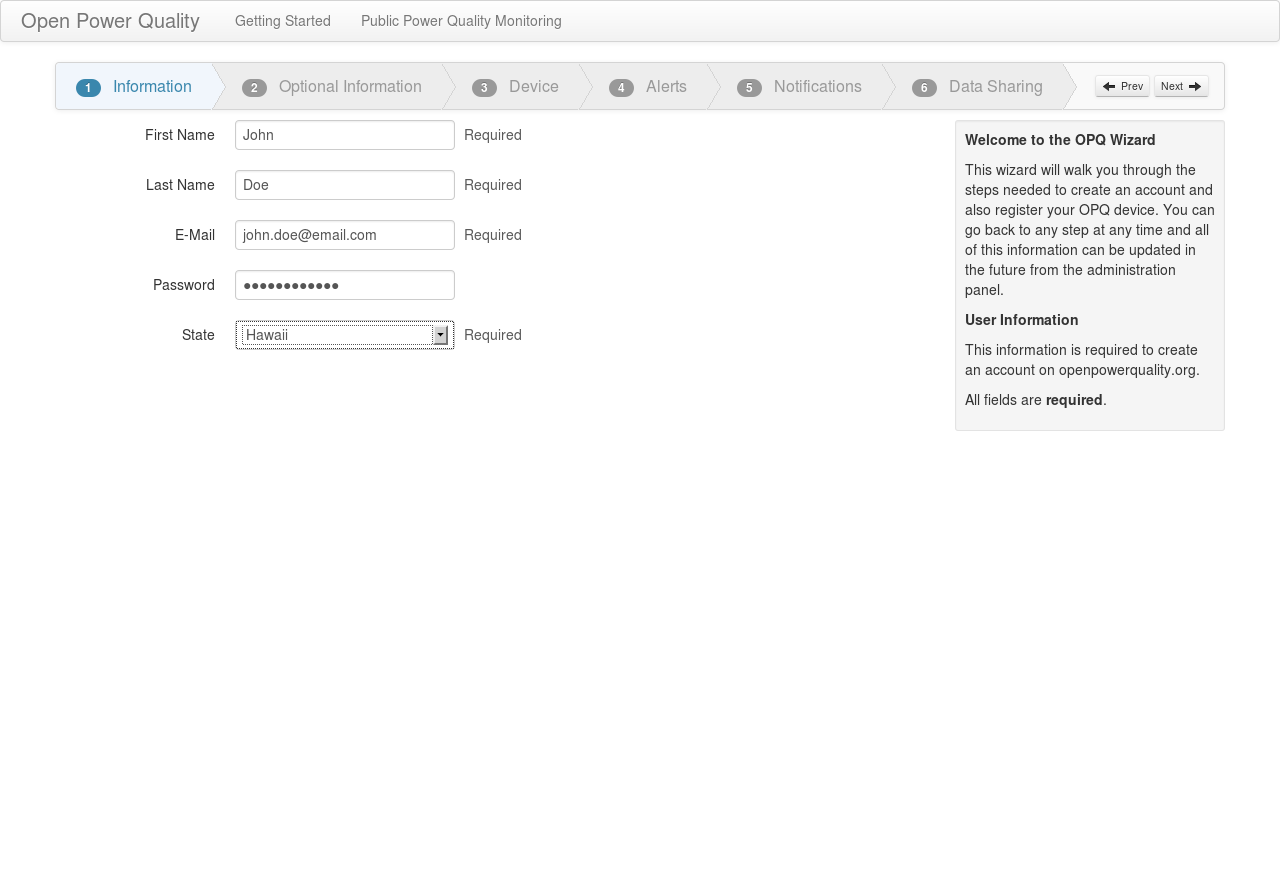 Open Power Quality Getting Started Public Power Quality Monitoring
1 Information 2 Optional Information 3 Device 4 Alerts 5 Notifications 6 Data Sharing Prev Next
First Name John Required
Last Name Doe Required
E-Mail john.doe@email.com Required
Password ●●●●●●●●●●●●
State Hawaii Required
Welcome to the OPQ Wizard
This wizard will walk you through the
steps needed to create an account and
also register your OPQ device. You can
go back to any step at any time and all
of this information can be updated in
the future from the administration
panel.
User Information
This information is required to create
an account on openpowerquality.org.
All fields are required.